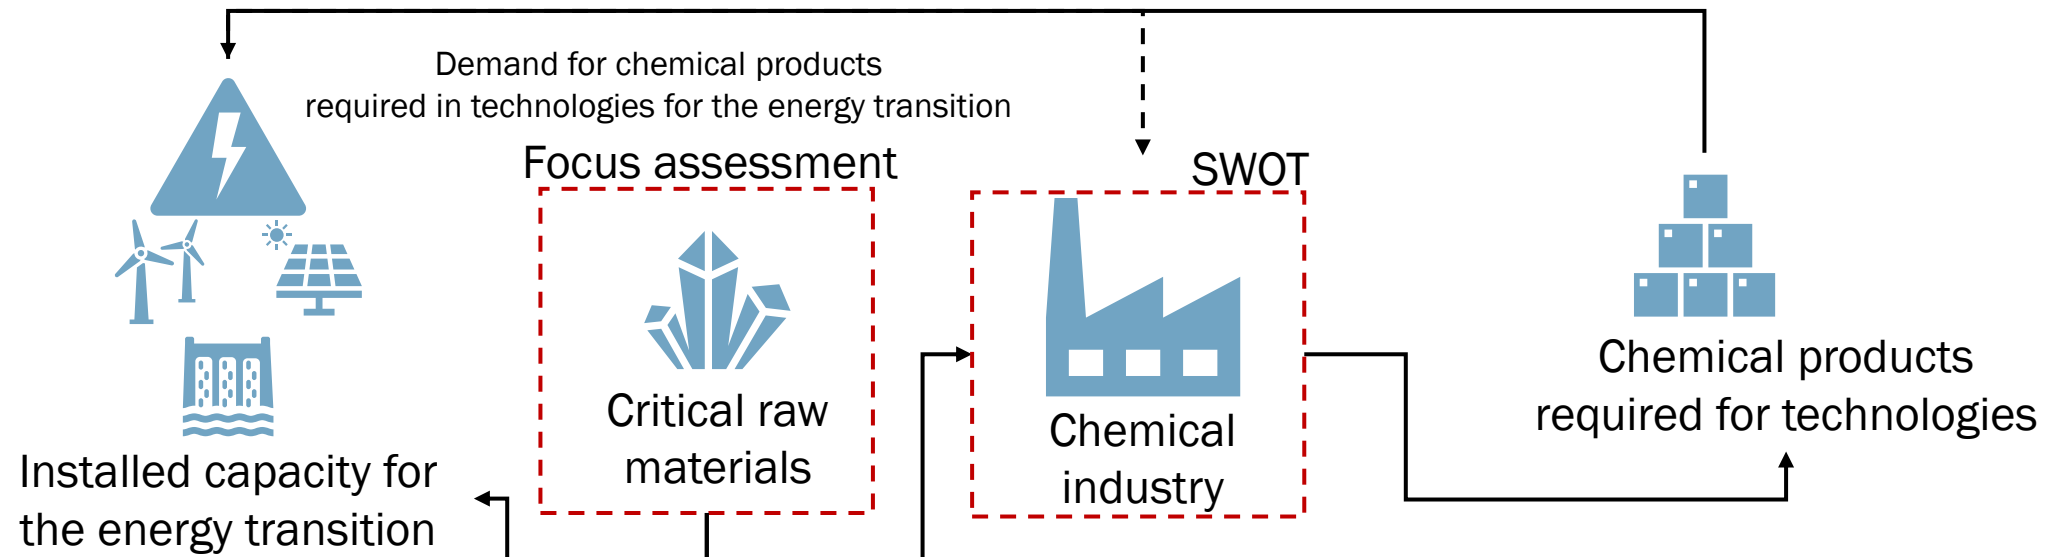 Demand for chemical products
required in technologies for the energy transition
Focus assessment
SWOT
Critical raw
materials
Chemical
industry
Chemical products
required for technologies
Installed capacity for
the energy transition